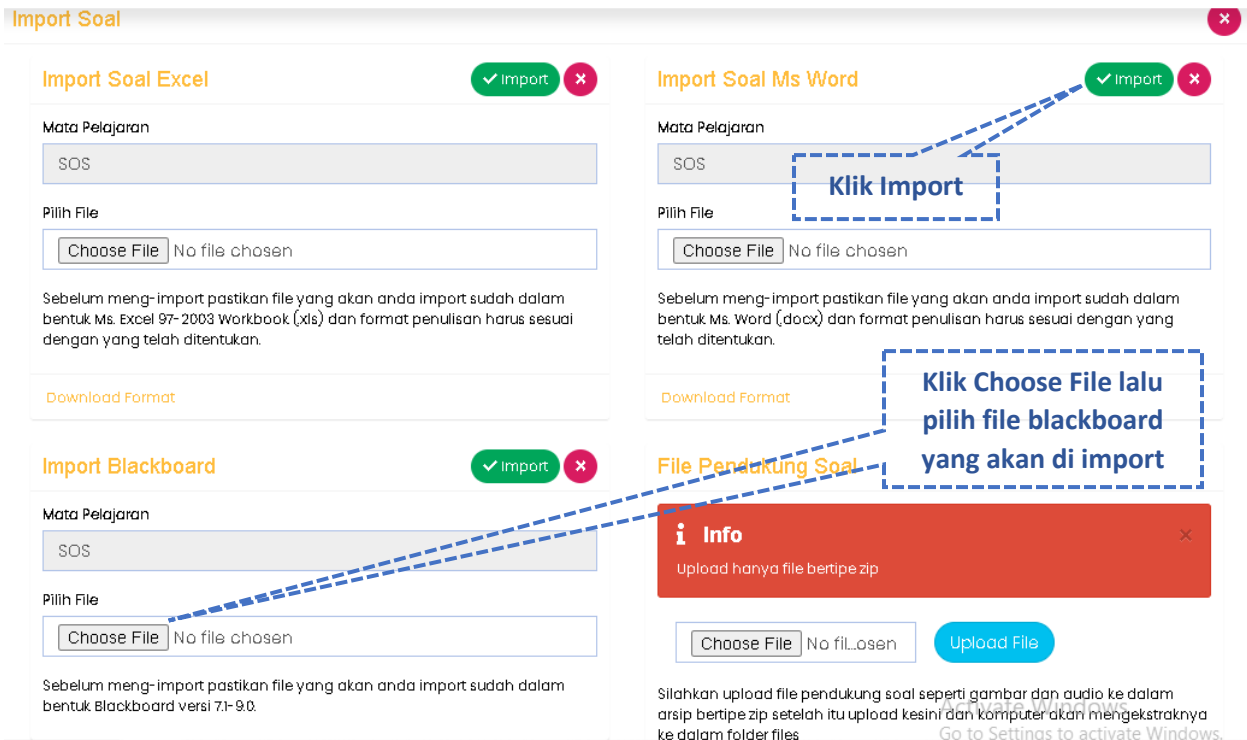 Import Soal
Import Soal Excel
Import
Mata Pelajaran
SOS
Pilih File
Choose File No file chosen
Sebelum meng-import pastikan file yang akan anda import sudah dalam
bentuk Ms. Excel 97-2003 Workbook (.xls) dan format penulisan harus sesuai
dengan yang telah ditentukan.
Download Format
Import Soal Ms Word
Import
Mata Pelajaran
SOS
Klik Import
Pilih File
Choose File No file chosen
Sebelum meng-import pastikan file yang akan anda import sudah dalam
bentuk Ms. Word (.docx) dan format penulisan harus sesuai dengan yang
telah ditentukan.
Download Format
Klik Choose File lalu
pilih file blackboard
yang akan di import
Import Blackboard
Import
Mata Pelajaran
SOS
Pilih File
Choose File No file chosen
Sebelum meng-import pastikan file yang akan anda import sudah dalam
bentuk Blackboard versi 7.1-9.0.
File Pendukung Soal
Info
Upload hanya file bertipe zip
Choose File No fil...osen
Upload File
Silahkan upload file pendukung soal seperti gambar dan audio ke dalam
arsip bertipe zip setelah itu upload kesini dan komputer akan mengekstraknya
ke dalam folder files
Activate Windows
Go to Settings to activate Windows.